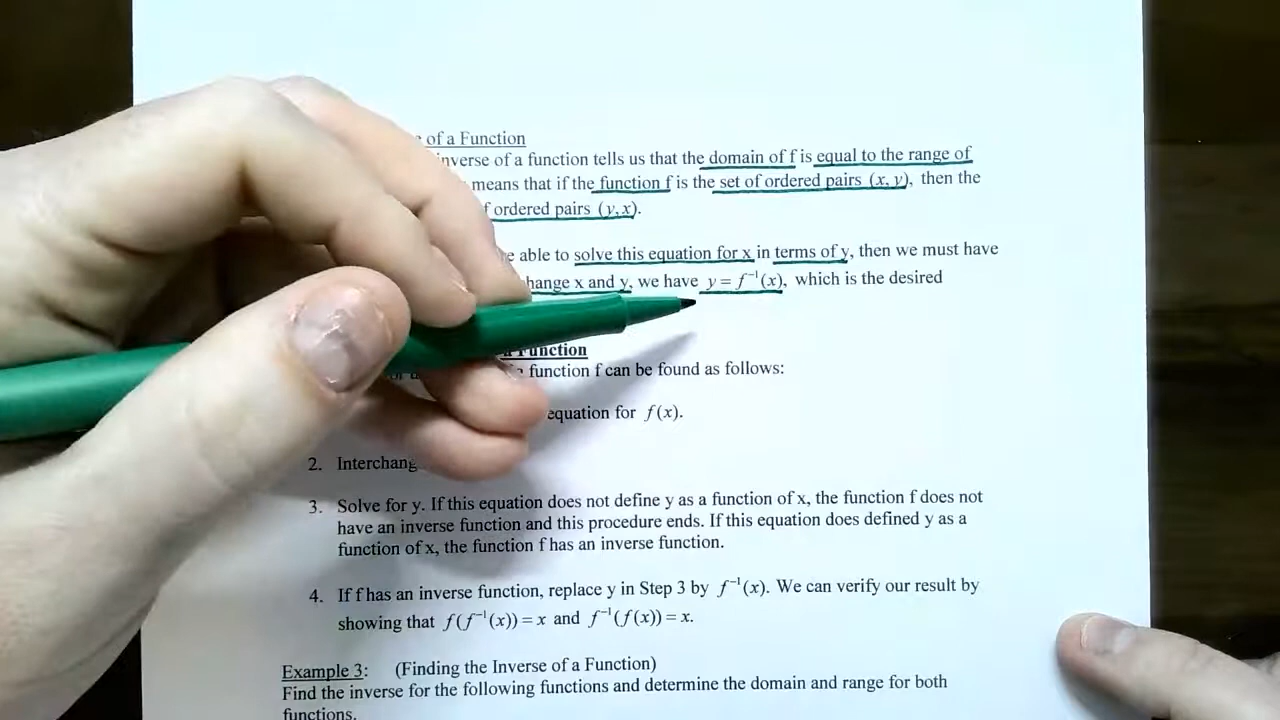 of a Function
inverse of a function tells us that the domain of f is equal to the range of
means that if the function f is the set of ordered pairs (x, y), then the
ordered pairs (y, x).
able to solve this equation for x in terms of y, then we must have
x and y, we have y = f⁻¹(x), which is the desired
Function
function f can be found as follows:
equation for f(x).
2. Interchang
3. Solve for y. If this equation does not define y as a function of x, the function f does not
have an inverse function and this procedure ends. If this equation does defined y as a
function of x, the function f has an inverse function.
4. If f has an inverse function, replace y in Step 3 by f⁻¹(x). We can verify our result by
showing that f(f⁻¹(x)) = x and f⁻¹(f(x)) = x.
Example 3: (Finding the Inverse of a Function)
Find the inverse for the following functions and determine the domain and range for both
functions.